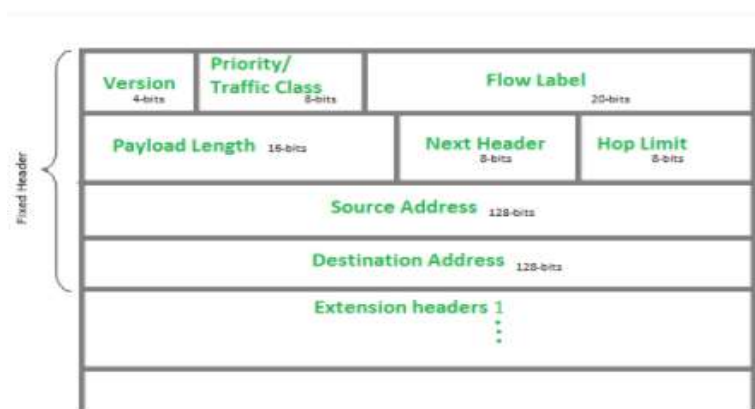 Fixed Header
Version
4-bits
Priority/
Traffic Class
8-bits
Flow Label
20-bits
Payload Length 16-bits
Next Header
8-bits
Hop Limit
8-bits
Source Address 128-bits
Destination Address 128-bits
Extension headers 1